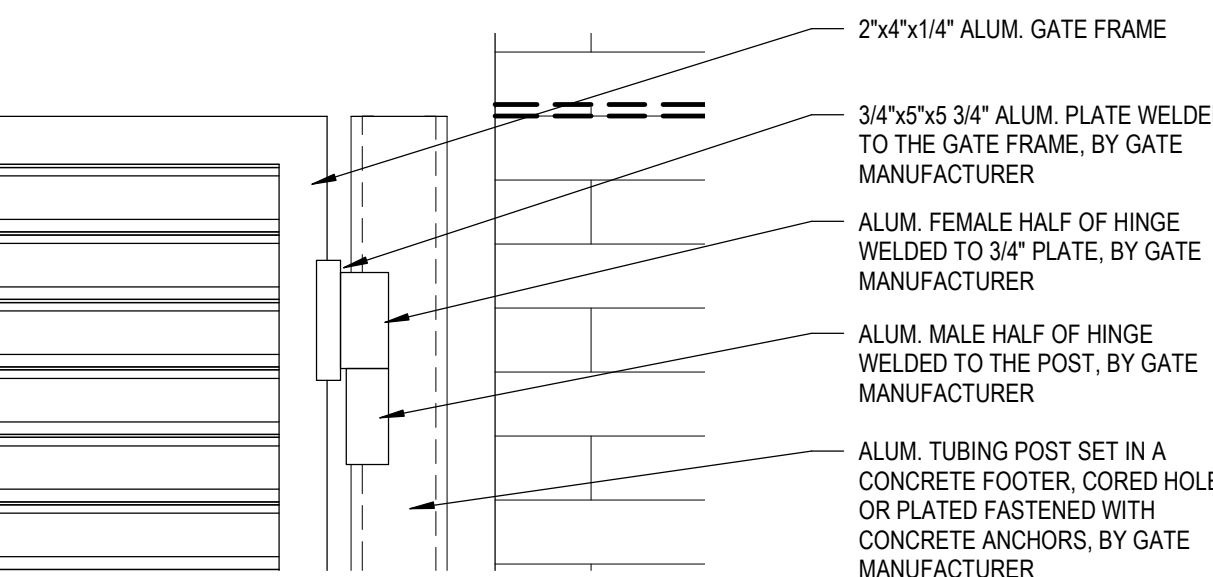 2"x4"x1/4" ALUM. GATE FRAME
3/4"x5"x5 3/4" ALUM. PLATE WELDE
TO THE GATE FRAME, BY GATE
MANUFACTURER
ALUM. FEMALE HALF OF HINGE
WELDED TO 3/4" PLATE, BY GATE
MANUFACTURER
ALUM. MALE HALF OF HINGE
WELDED TO THE POST, BY GATE
MANUFACTURER
ALUM. TUBING POST SET IN A
CONCRETE FOOTER, CORED HOLE
OR PLATED FASTENED WITH
CONCRETE ANCHORS, BY GATE
MANUFACTURER